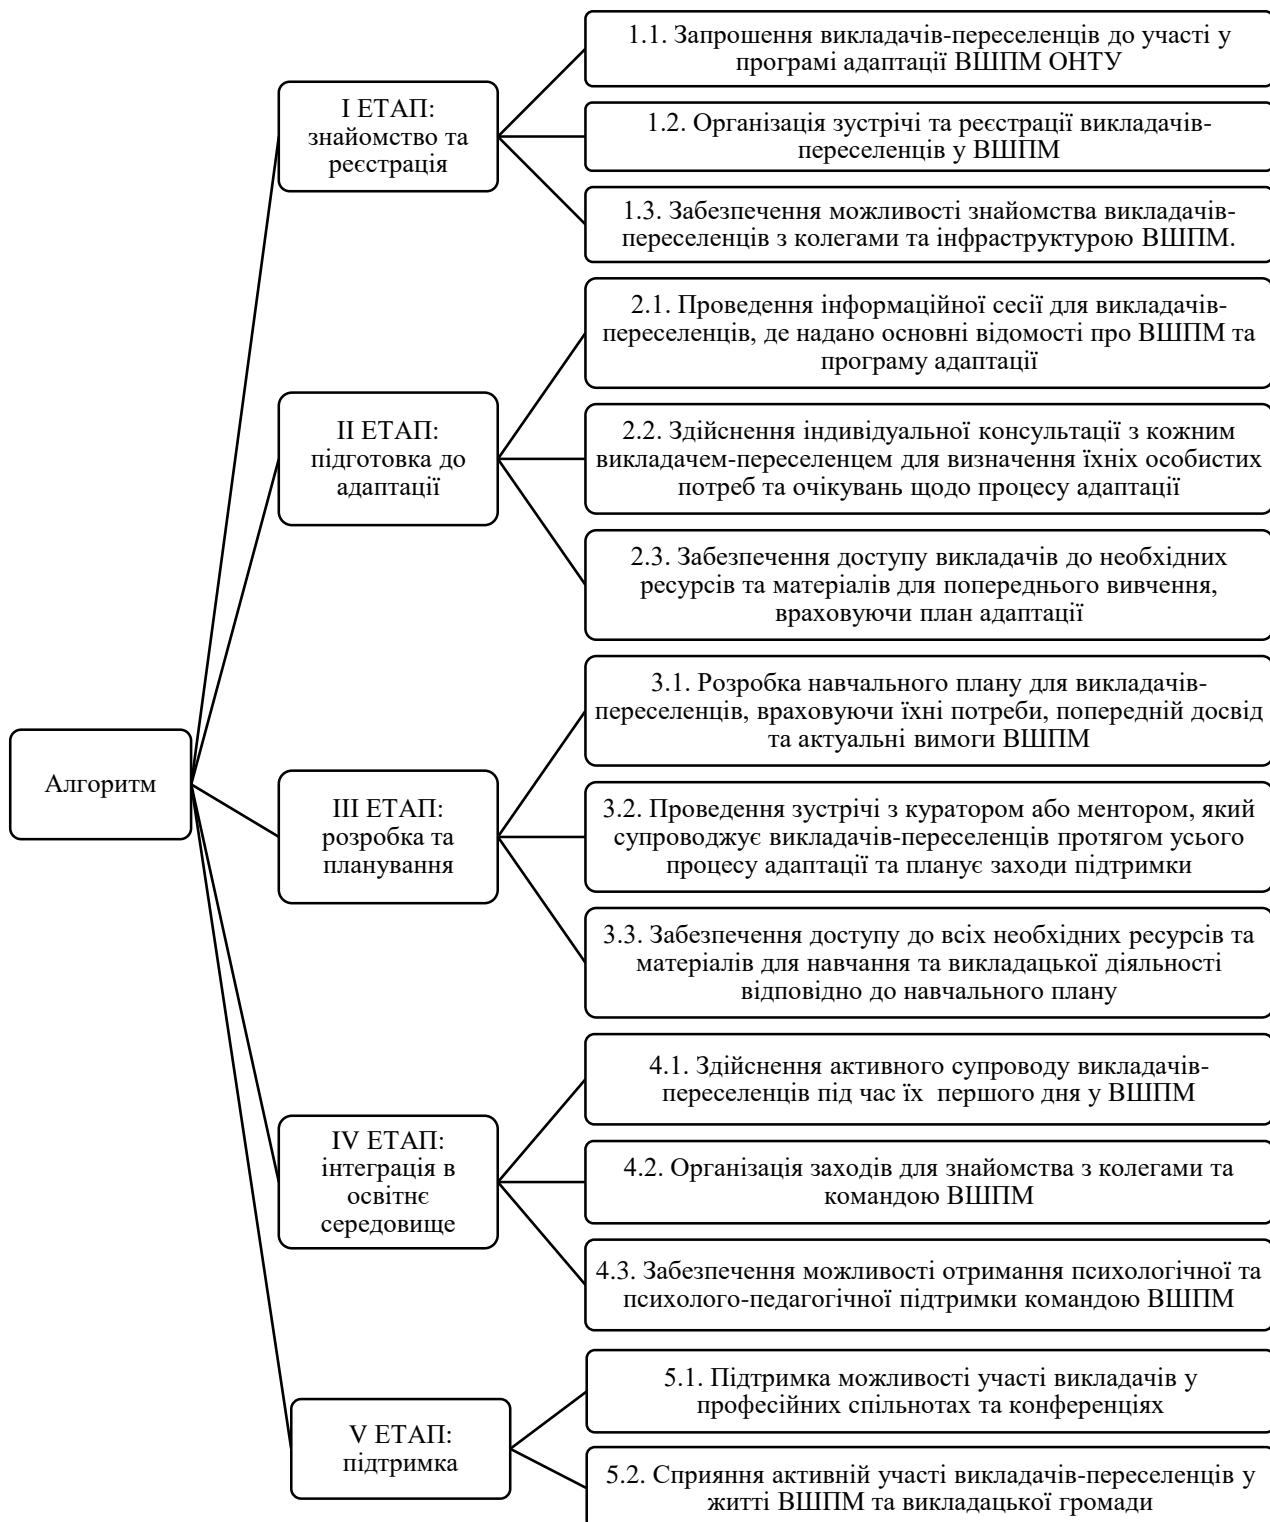 Алгоритм
I ЕТАП:
знайомство та
реєстрація
1.1. Запрошення викладачів-переселенців до участі у
програмі адаптації ВШПМ ОНТУ
1.2. Організація зустрічі та реєстрації викладачів-
переселенців у ВШПМ
1.3. Забезпечення можливості знайомства викладачів-
переселенців з колегами та інфраструктурою ВШПМ.
II ЕТАП:
підготовка до
адаптації
2.1. Проведення інформаційної сесії для викладачів-
переселенців, де надано основні відомості про ВШПМ та
програму адаптації
2.2. Здійснення індивідуальної консультації з кожним
викладачем-переселенцем для визначення їхніх особистих
потреб та очікувань щодо процесу адаптації
2.3. Забезпечення доступу викладачів до необхідних
ресурсів та матеріалів для попереднього вивчення,
враховуючи план адаптації
III ЕТАП:
розробка та
планування
3.1. Розробка навчального плану для викладачів-
переселенців, враховуючи їхні потреби, попередній досвід
та актуальні вимоги ВШПМ
3.2. Проведення зустрічі з куратором або ментором, який
супроводжує викладачів-переселенців протягом усього
процесу адаптації та планує заходи підтримки
3.3. Забезпечення доступу до всіх необхідних ресурсів та
матеріалів для навчання та викладацької діяльності
відповідно до навчального плану
IV ЕТАП:
інтеграція в
освітнє
середовище
4.1. Здійснення активного супроводу викладачів-
переселенців під час їх  першого дня у ВШПМ
4.2. Організація заходів для знайомства з колегами та
командою ВШПМ
4.3. Забезпечення можливості отримання психологічної та
психолого-педагогічної підтримки командою ВШПМ
V ЕТАП:
підтримка
5.1. Підтримка можливості участі викладачів у
професійних спільнотах та конференціях
5.2. Сприяння активній участі викладачів-переселенців у
житті ВШПМ та викладацької громади